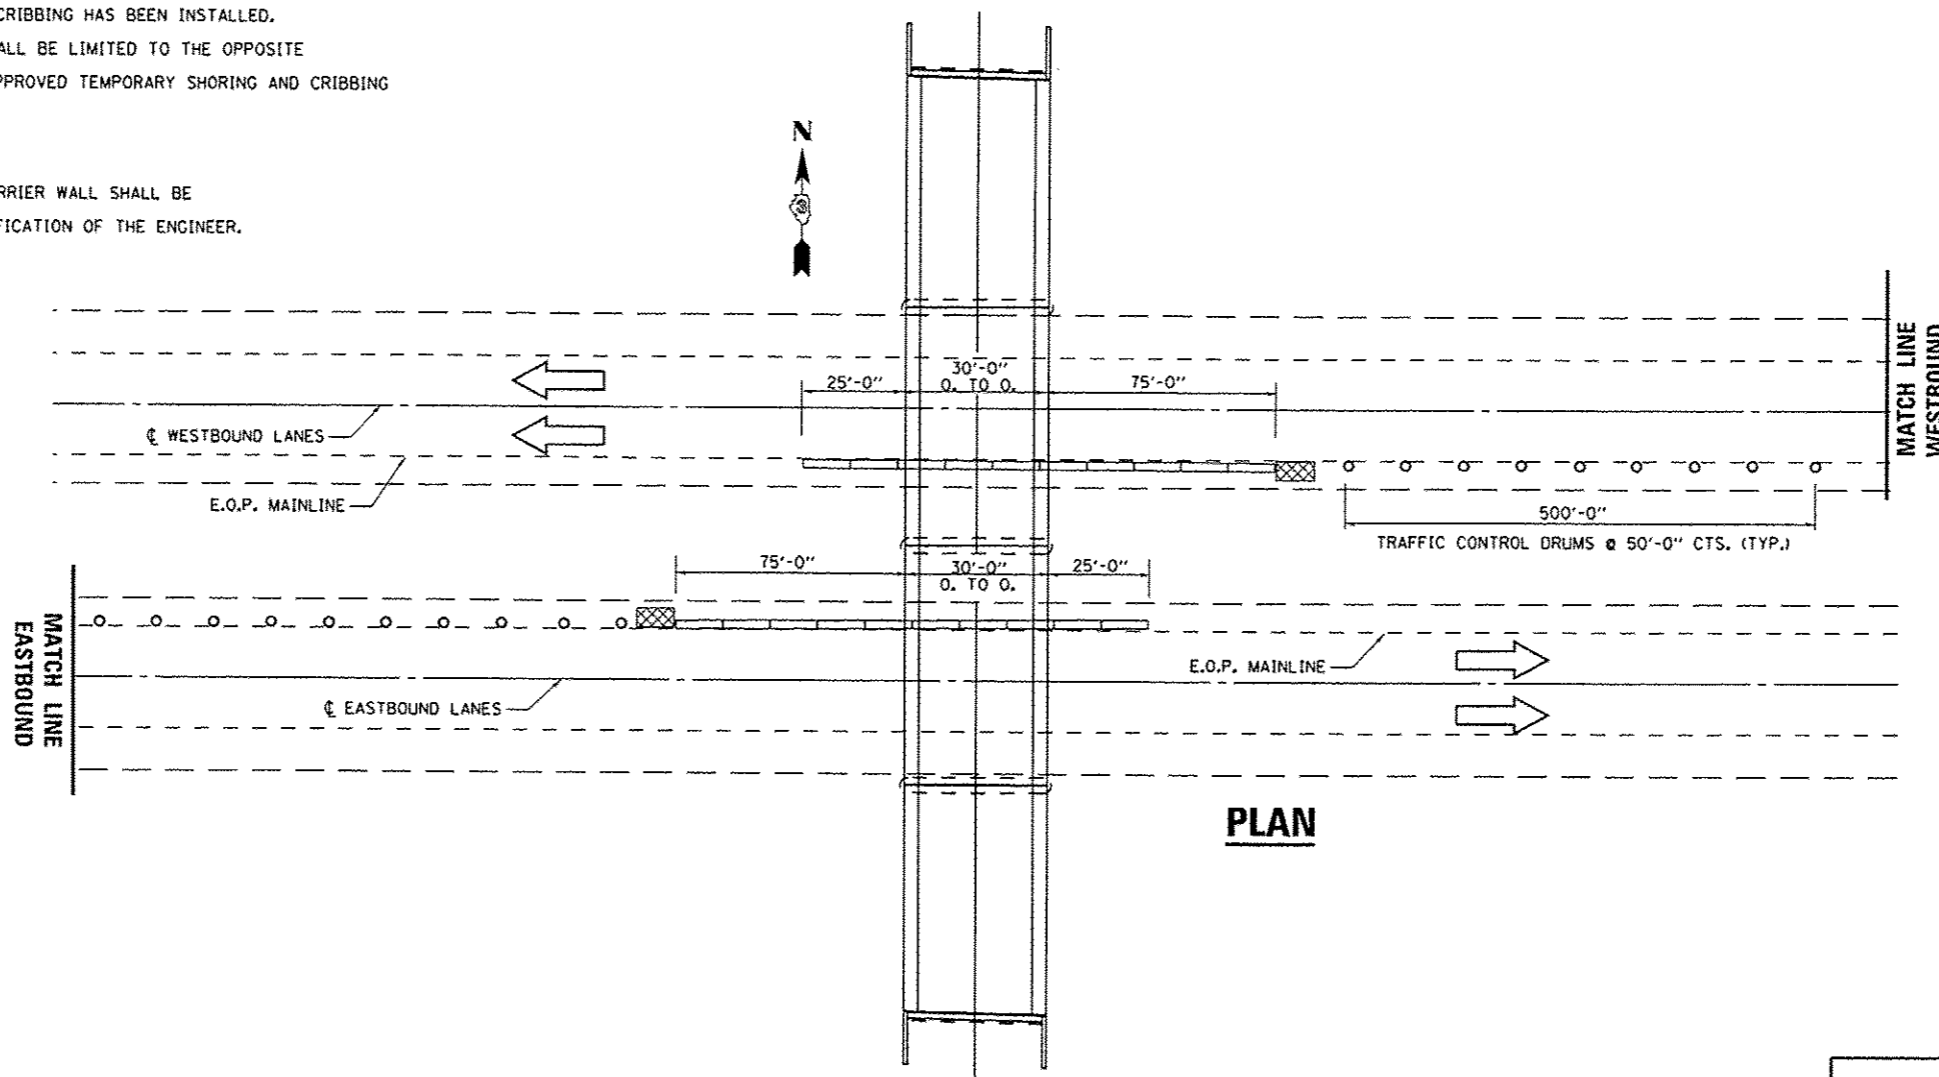 CRIBBING HAS BEEN INSTALLED.
ALL BE LIMITED TO THE OPPOSITE
PPROVED TEMPORARY SHORING AND CRIBBING
RRIER WALL SHALL BE
FICATION OF THE ENGINEER.
N
3
MATCH LINE
WESTBOUND
25'-0"
30'-0"
O. TO O.
75'-0"
℄ WESTBOUND LANES
E.O.P. MAINLINE
500'-0"
TRAFFIC CONTROL DRUMS @ 50'-0" CTS. (TYP.)
75'-0"
30'-0"
O. TO O.
25'-0"
MATCH LINE
EASTBOUND
E.O.P. MAINLINE
℄ EASTBOUND LANES
PLAN